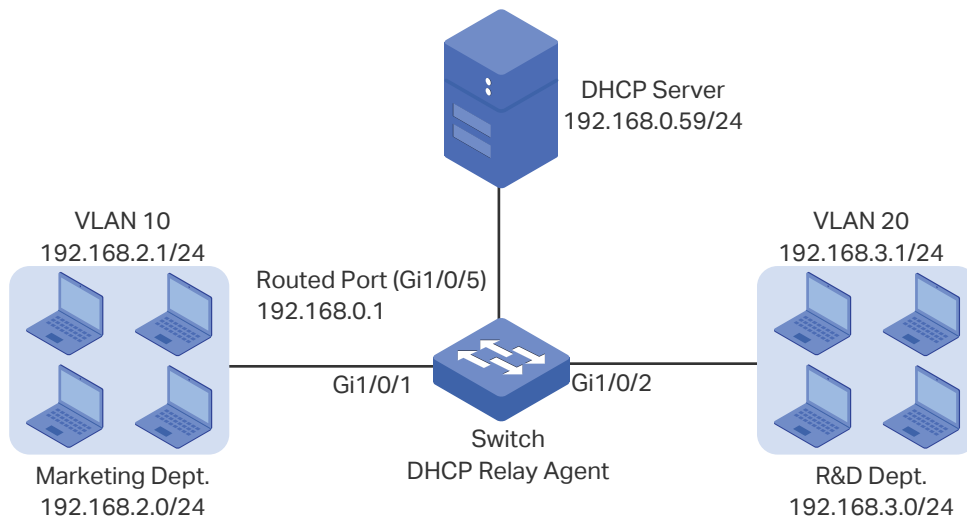 DHCP Server
192.168.0.59/24
VLAN 10
192.168.2.1/24
VLAN 20
192.168.3.1/24
Routed Port (Gi1/0/5)
192.168.0.1
Gi1/0/1
Gi1/0/2
Switch
DHCP Relay Agent
Marketing Dept.
192.168.2.0/24
R&D Dept.
192.168.3.0/24